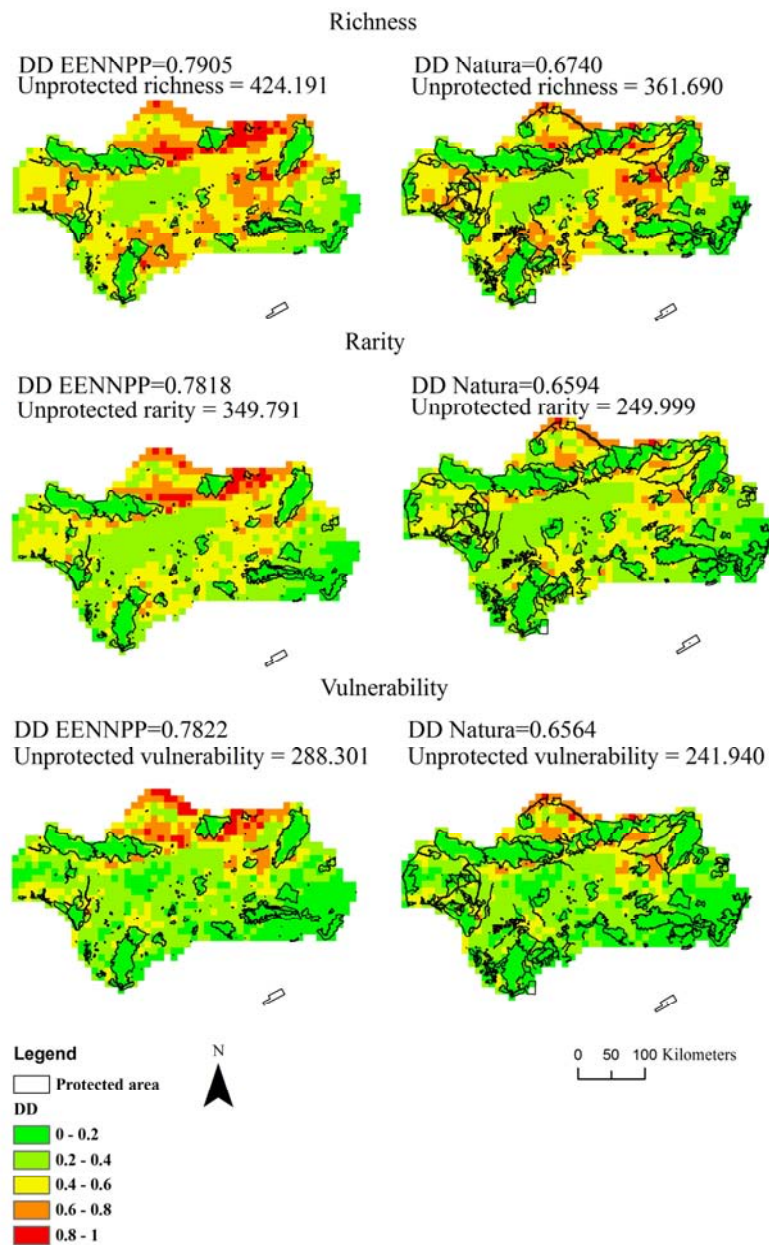 Richness
DD EENNPP=0.7905
Unprotected richness = 424.191
DD Natura=0.6740
Unprotected richness = 361.690
Rarity
DD EENNPP=0.7818
Unprotected rarity = 349.791
DD Natura=0.6594
Unprotected rarity = 249.999
Vulnerability
DD EENNPP=0.7822
Unprotected vulnerability = 288.301
DD Natura=0.6564
Unprotected vulnerability = 241.940
Legend
Protected area
DD
0 - 0.2
0.2 - 0.4
0.4 - 0.6
0.6 - 0.8
0.8 - 1
N
0 50 100 Kilometers